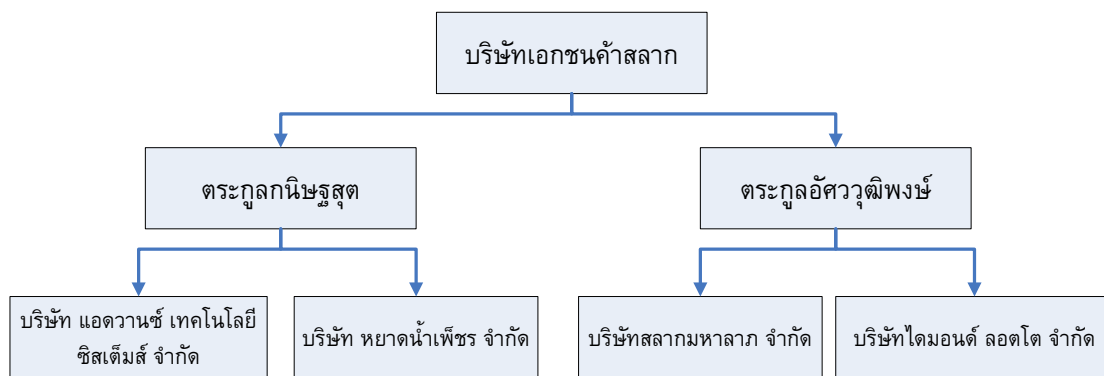 บริษัทเอกชนค้าสลาก
ตระกูลกนิษฐสุต
ตระกูลอัศววุฒิพงษ์
บริษัท แอดวานซ์ เทคโนโลยี
ซิสเต็มส์ จำกัด
บริษัท หยาดน้ำเพ็ชร จำกัด
บริษัทสลากมหาลาภ จำกัด
บริษัทไดมอนด์ ลอตโต จำกัด